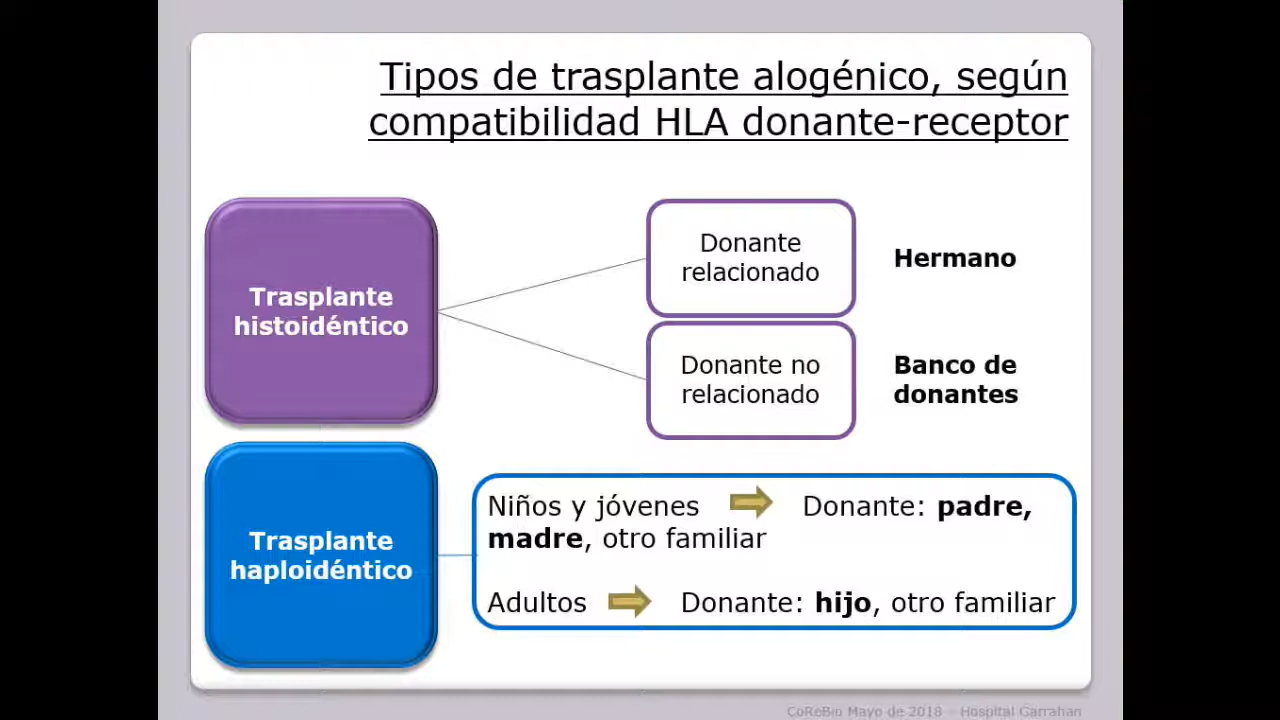 Tipos de trasplante alogénico, según
compatibilidad HLA donante-receptor
Trasplante
histoidéntico
Donante
relacionado
Hermano
Donante no
relacionado
Banco de
donantes
Trasplante
haploidéntico
Niños y jóvenes Donante: padre,
madre, otro familiar
Adultos Donante: hijo, otro familiar
CoReBio Mayo de 2018 – Hospital Garrahan